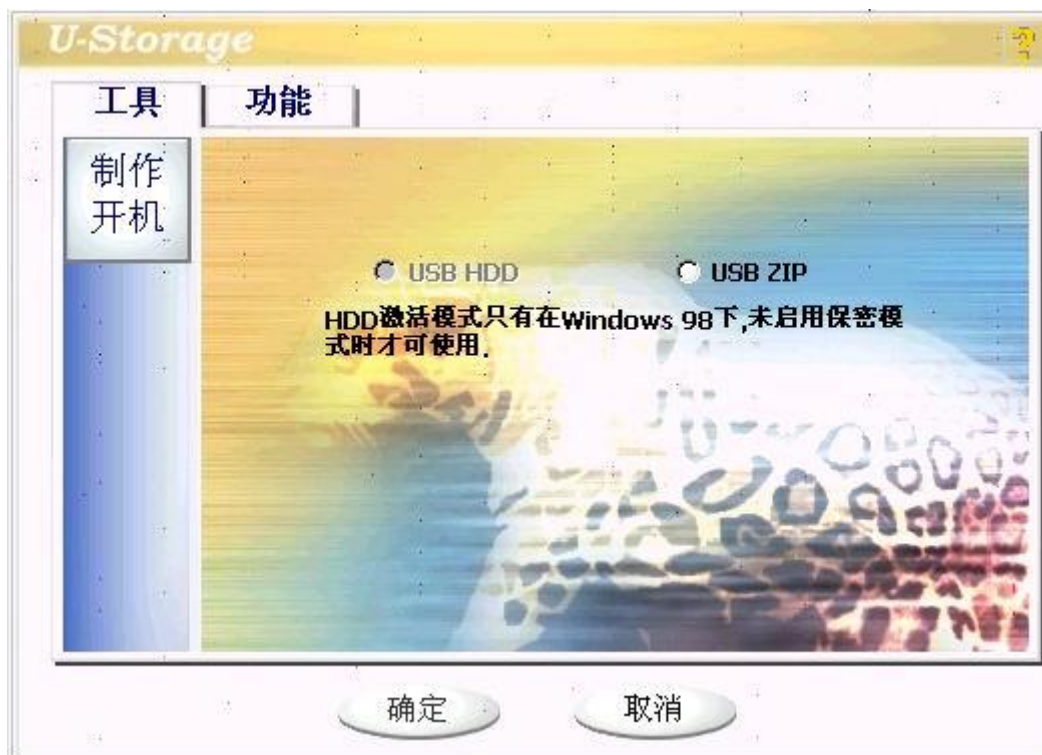 U-Storage
工具 功能
制作
开机
USB HDD USB ZIP
HDD激活模式只有在Windows 98下,未启用保密模
式时才可使用.
确定 取消